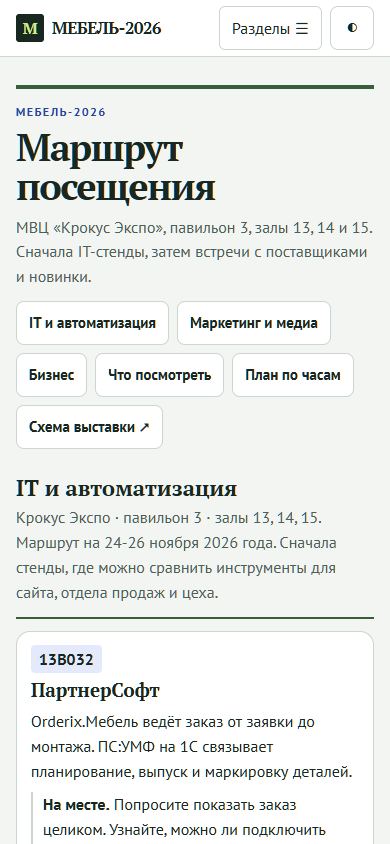 M МЕБЕЛЬ-2026 Разделы ☰
МЕБЕЛЬ-2026
Маршрут
посещения
МВЦ «Крокус Экспо», павильон 3, залы 13, 14 и 15.
Сначала IT-стенды, затем встречи с поставщиками
и новинки.
IT и автоматизация Маркетинг и медиа
Бизнес Что посмотреть План по часам
Схема выставки ↗
IT и автоматизация
Крокус Экспо · павильон 3 · залы 13, 14, 15.
Маршрут на 24-26 ноября 2026 года. Сначала
стенды, где можно сравнить инструменты для
сайта, отдела продаж и цеха.
13B032
ПартнерСофт
Orderix.Мебель ведёт заказ от заявки до
монтажа. ПС:УМФ на 1С связывает
планирование, выпуск и маркировку деталей.
На месте. Попросите показать заказ
целиком. Узнайте, можно ли подключить